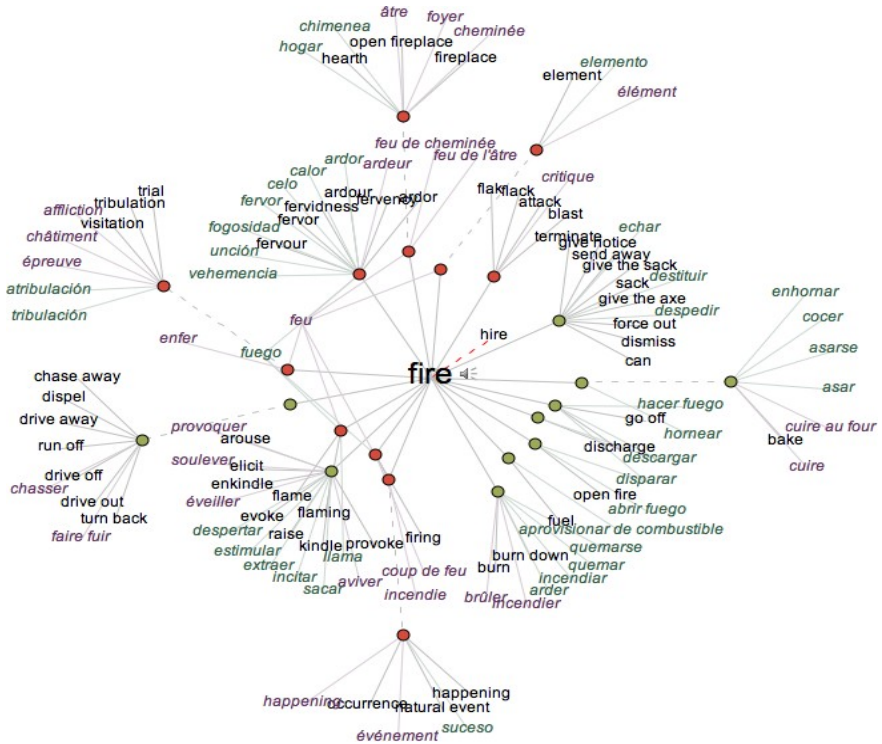 âtre
foyer
chimenea
cheminée
open fireplace
hogar
hearth
fireplace
elemento
element
élément
feu de cheminée
feu de l'âtre
ardor
ardeur
calor
celo
ardour
fervor
fervidness
fervency
ardor
fervor
fogosidad
fervour
unción
vehemencia
critique
flak
flack
attack
blast
trial
tribulation
affliction
visitation
châtiment
épreuve
atribulación
tribulación
echar
terminate
give notice
send away
give the sack
destituir
sack
give the axe
despedir
force out
dismiss
can
enhornar
cocer
asarse
asar
cuire au four
bake
cuire
feu
enfer
fuego
hire
fire
chase away
dispel
drive away
run off
drive off
chasser
drive out
turn back
faire fuir
hacer fuego
go off
hornear
discharge
descargar
disparar
open fire
abrir fuego
provoquer
arouse
soulever
elicit
enkindle
éveiller
flame
evoke
flaming
despertar
raise
estimular
kindle
provoke
firing
extraer
llama
incitar
aviver
sacar
coup de feu
incendie
fuel
aprovisionar de combustible
quemarse
burn down
quemar
burn
incendiar
arder
brûler
incendier
happening
occurrence
happening
natural event
suceso
événement